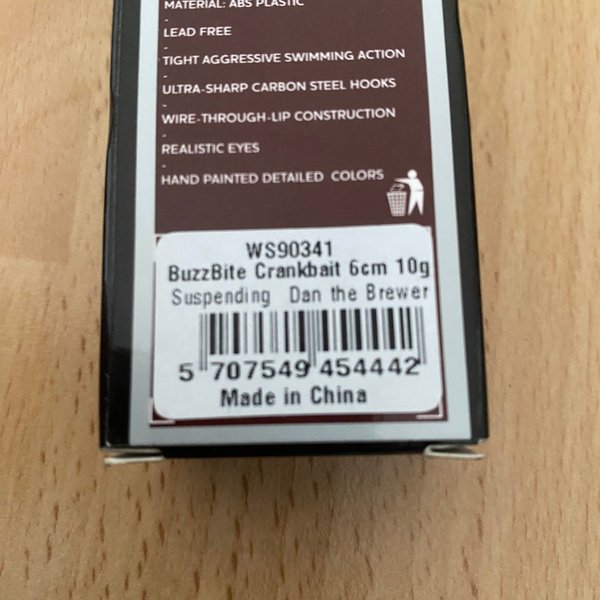 MATERIAL: ABS PLASTIC
-
LEAD FREE
-
TIGHT AGGRESSIVE SWIMMING ACTION
-
ULTRA-SHARP CARBON STEEL HOOKS
-
WIRE-THROUGH-LIP CONSTRUCTION
-
REALISTIC EYES
-
HAND PAINTED DETAILED COLORS
WS90341
BuzzBite Crankbait 6cm 10g
Suspending Dan the Brewer
5 707549 454442
Made in China